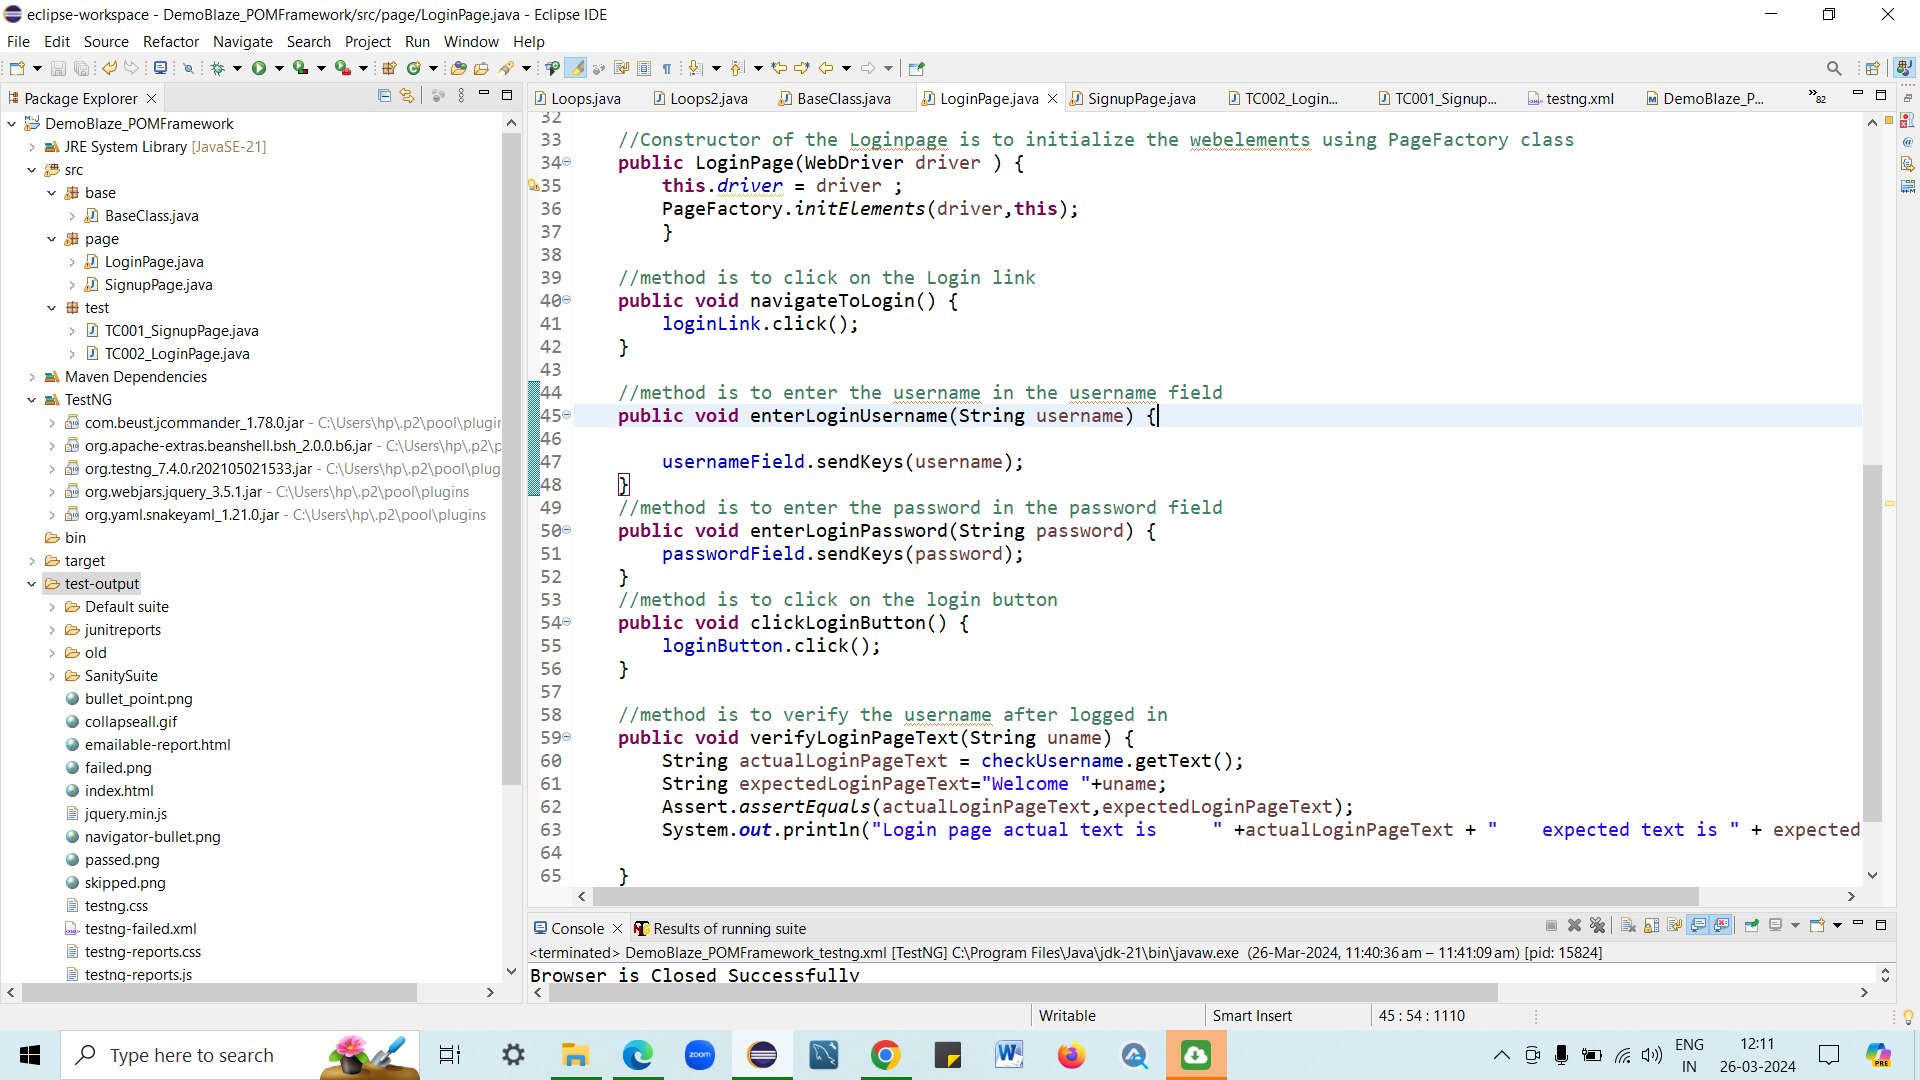 eclipse-workspace - DemoBlaze_POMFramework/src/page/LoginPage.java - Eclipse IDE
File Edit Source Refactor Navigate Search Project Run Window Help
Package Explorer
DemoBlaze_POMFramework
JRE System Library [JavaSE-21]
src
base
BaseClass.java
page
LoginPage.java
SignupPage.java
test
TC001_SignupPage.java
TC002_LoginPage.java
Maven Dependencies
TestNG
com.beust.jcommander_1.78.0.jar - C:\Users\hp\.p2\pool\plugin
org.apache-extras.beanshell.bsh_2.0.0.b6.jar - C:\Users\hp\.p2\p
org.testng_7.4.0.r202105021533.jar - C:\Users\hp\.p2\pool\plug
org.webjars.jquery_3.5.1.jar - C:\Users\hp\.p2\pool\plugins
org.yaml.snakeyaml_1.21.0.jar - C:\Users\hp\.p2\pool\plugins
bin
target
test-output
Default suite
junitreports
old
SanitySuite
bullet_point.png
collapseall.gif
emailable-report.html
failed.png
index.html
jquery.min.js
navigator-bullet.png
passed.png
skipped.png
testng.css
testng-failed.xml
testng-reports.css
testng-reports.js
Loops.java Loops2.java BaseClass.java LoginPage.java SignupPage.java TC002_Login... TC001_Signup... testng.xml DemoBlaze_P... »82
32
33 //Constructor of the Loginpage is to initialize the webelements using PageFactory class
34 public LoginPage(WebDriver driver ) {
35 this.driver = driver ;
36 PageFactory.initElements(driver,this);
37 }
38
39 //method is to click on the Login link
40 public void navigateToLogin() {
41 loginLink.click();
42 }
43
44 //method is to enter the username in the username field
45 public void enterLoginUsername(String username) {
46
47 usernameField.sendKeys(username);
48 }
49 //method is to enter the password in the password field
50 public void enterLoginPassword(String password) {
51 passwordField.sendKeys(password);
52 }
53 //method is to click on the login button
54 public void clickLoginButton() {
55 loginButton.click();
56 }
57
58 //method is to verify the username after logged in
59 public void verifyLoginPageText(String uname) {
60 String actualLoginPageText = checkUsername.getText();
61 String expectedLoginPageText="Welcome "+uname;
62 Assert.assertEquals(actualLoginPageText,expectedLoginPageText);
63 System.out.println("Login page actual text is     " +actualLoginPageText + "    expected text is " + expected
64
65 }
Console Results of running suite
<terminated> DemoBlaze_POMFramework_testng.xml [TestNG] C:\Program Files\Java\jdk-21\bin\javaw.exe (26-Mar-2024, 11:40:36 am – 11:41:09 am) [pid: 15824]
Browser is Closed Successfully
Writable Smart Insert 45 : 54 : 1110
Type here to search
zoom
ENG
IN
12:11
26-03-2024
PRE